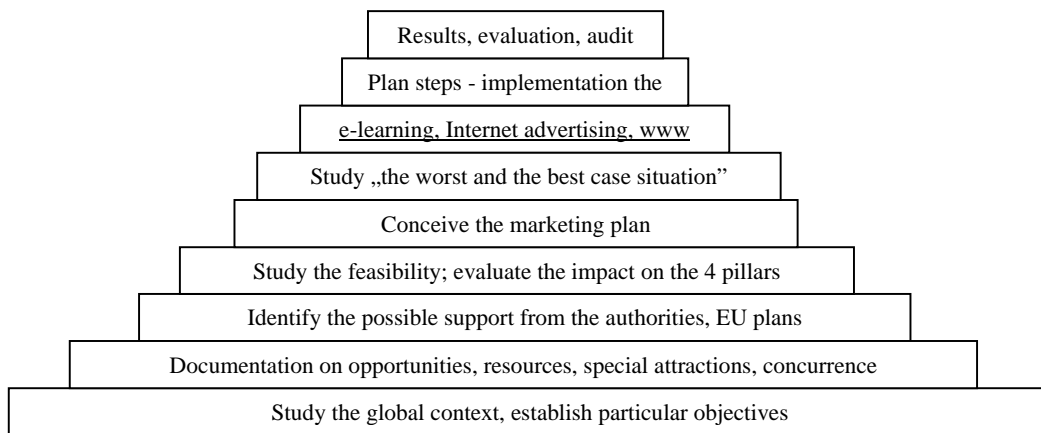 Results, evaluation, audit
Plan steps - implementation the
e-learning, Internet advertising, www
Study „the worst and the best case situation”
Conceive the marketing plan
Study the feasibility; evaluate the impact on the 4 pillars
Identify the possible support from the authorities, EU plans
Documentation on opportunities, resources, special attractions, concurrence
Study the global context, establish particular objectives